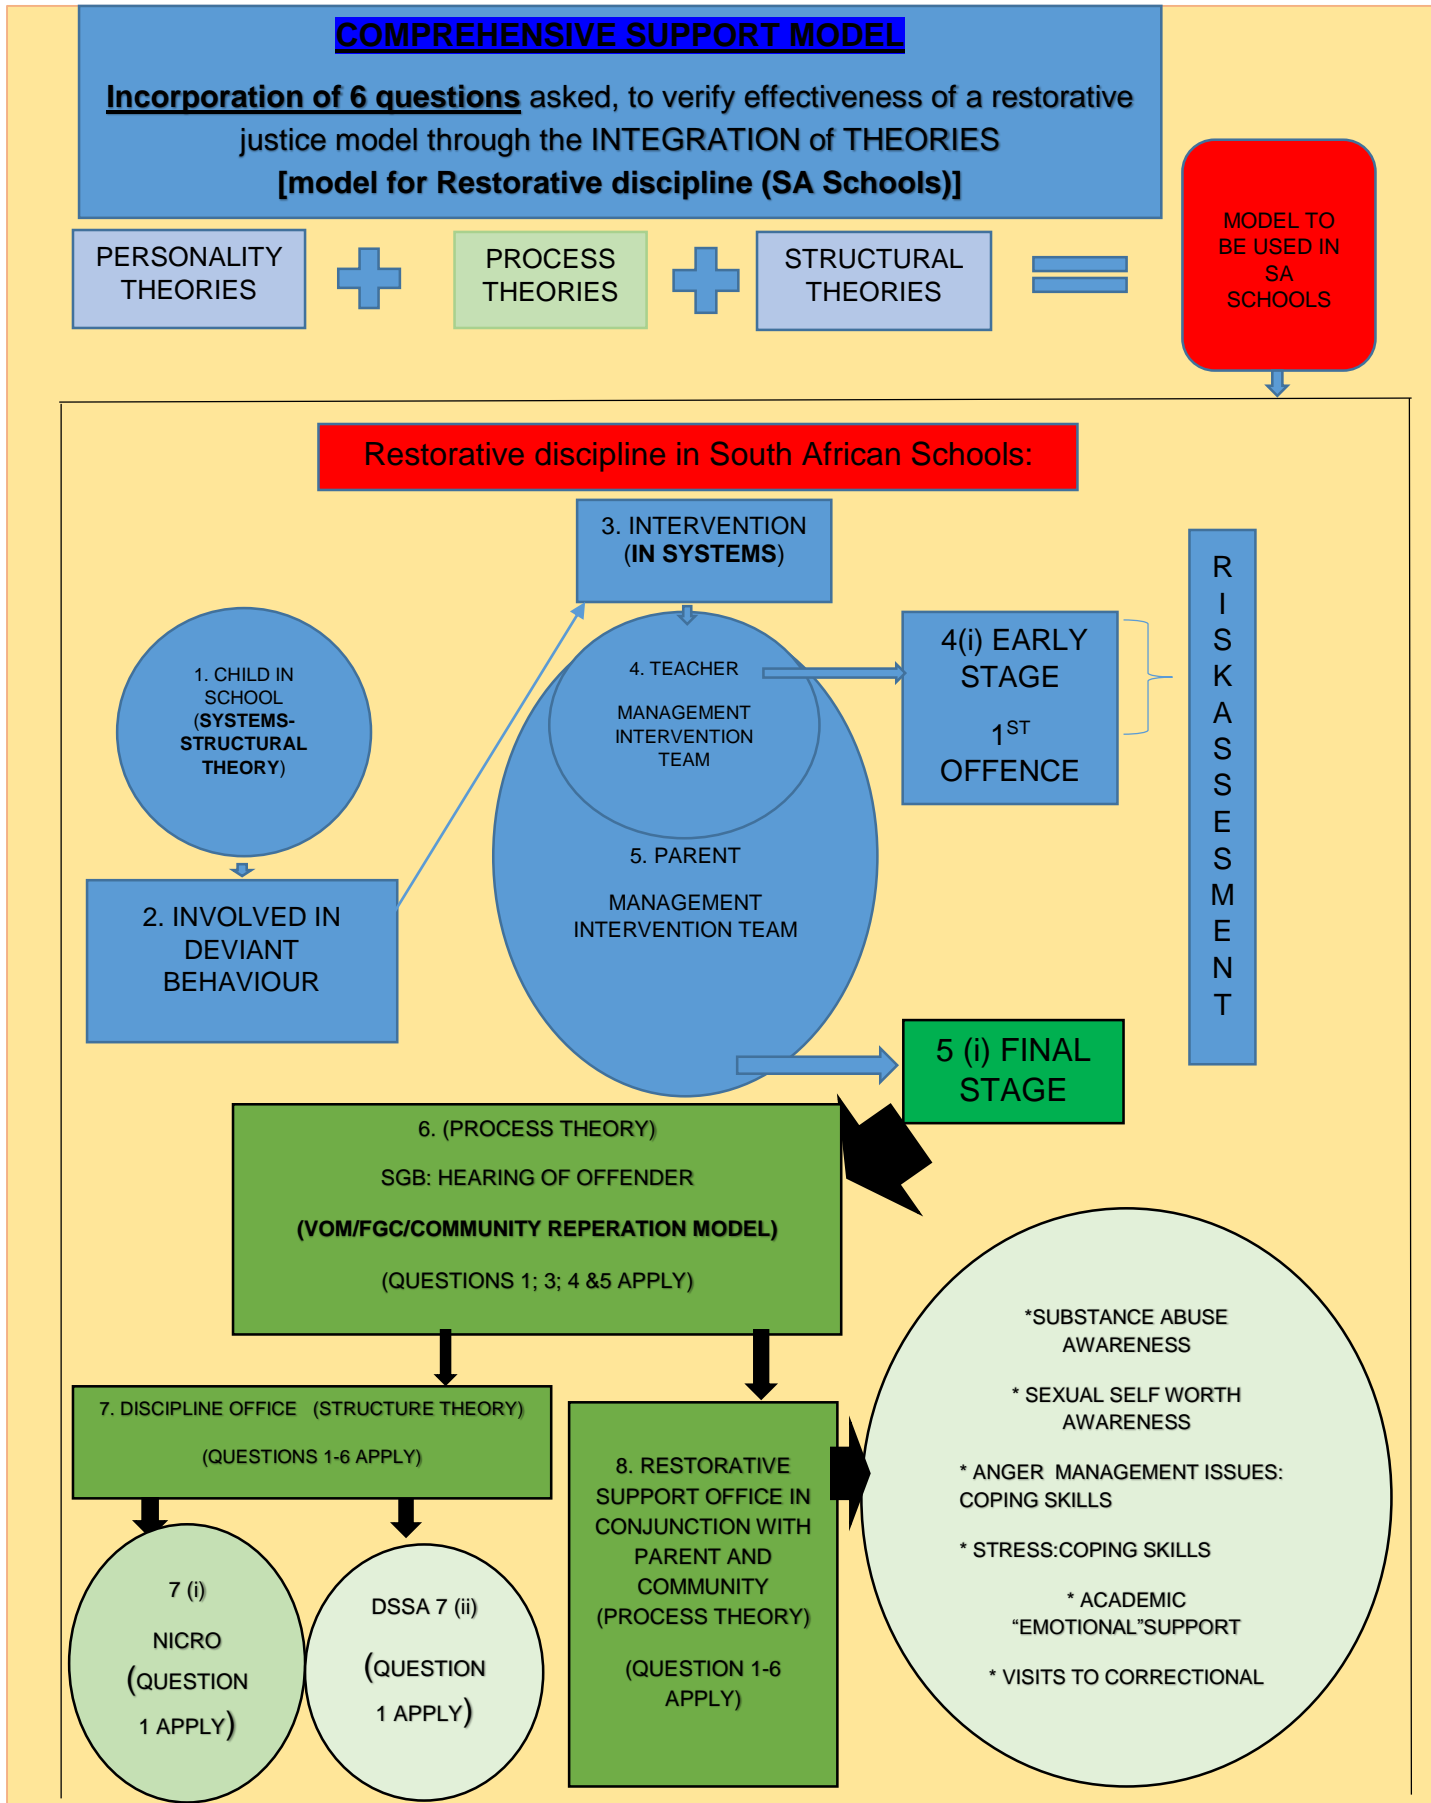 COMPREHENSIVE SUPPORT MODEL
Incorporation of 6 questions asked, to verify effectiveness of a restorative
justice model through the INTEGRATION of THEORIES
[model for Restorative discipline (SA Schools)]
PERSONALITY
THEORIES
PROCESS
THEORIES
STRUCTURAL
THEORIES
MODEL TO
BE USED IN
SA
SCHOOLS
Restorative discipline in South African Schools:
3. INTERVENTION
(IN SYSTEMS)
1. CHILD IN
SCHOOL
(SYSTEMS-
STRUCTURAL
THEORY)
2. INVOLVED IN
DEVIANT
BEHAVIOUR
4. TEACHER
MANAGEMENT
INTERVENTION
TEAM
4(i) EARLY
STAGE
1ST
OFFENCE
R
I
S
K
A
S
S
E
S
M
E
N
T
5. PARENT
MANAGEMENT
INTERVENTION TEAM
5 (i) FINAL
STAGE
6. (PROCESS THEORY)
SGB: HEARING OF OFFENDER
(VOM/FGC/COMMUNITY REPERATION MODEL)
(QUESTIONS 1; 3; 4 &5 APPLY)
7. DISCIPLINE OFFICE (STRUCTURE THEORY)
(QUESTIONS 1-6 APPLY)
7 (i)
NICRO
(QUESTION
1 APPLY)
DSSA 7 (ii)
(QUESTION
1 APPLY)
8. RESTORATIVE
SUPPORT OFFICE IN
CONJUNCTION WITH
PARENT AND
COMMUNITY
(PROCESS THEORY)
(QUESTION 1-6
APPLY)
*SUBSTANCE ABUSE
AWARENESS
* SEXUAL SELF WORTH
AWARENESS
* ANGER MANAGEMENT ISSUES:
COPING SKILLS
* STRESS:COPING SKILLS
* ACADEMIC
“EMOTIONAL”SUPPORT
* VISITS TO CORRECTIONAL